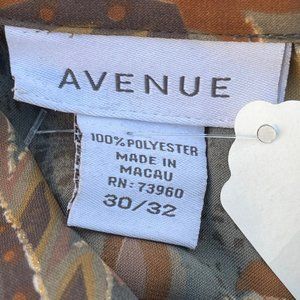 AVENUE
100% POLYESTER
MADE IN
MACAU
RN: 73960
30/32